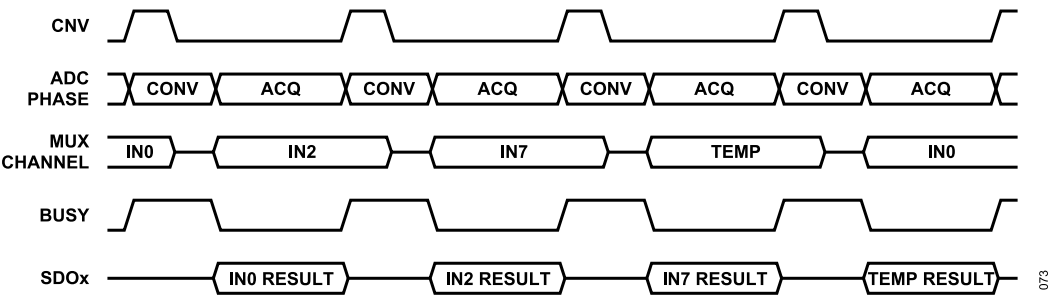 CNV
ADC
PHASE
CONV ACQ CONV ACQ CONV ACQ CONV ACQ
MUX
CHANNEL
IN0 IN2 IN7 TEMP IN0
BUSY
SDOx
IN0 RESULT IN2 RESULT IN7 RESULT TEMP RESULT
073